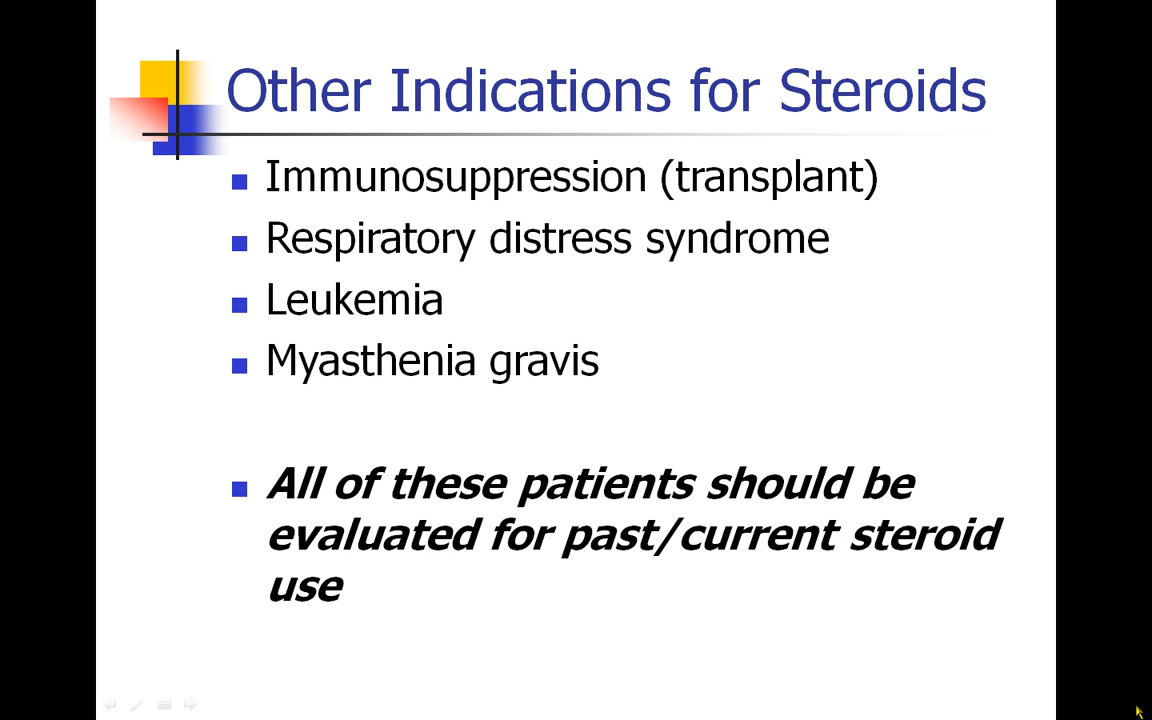 Other Indications for Steroids
Immunosuppression (transplant)
Respiratory distress syndrome
Leukemia
Myasthenia gravis
All of these patients should be
evaluated for past/current steroid
use